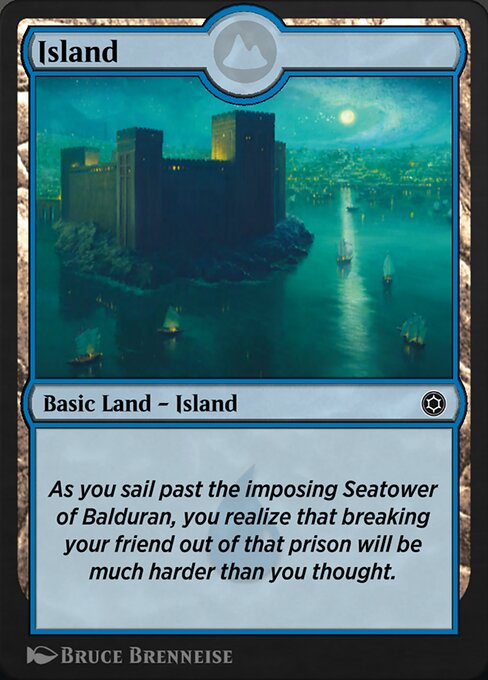 Island
Basic Land – Island
As you sail past the imposing Seatower
of Balduran, you realize that breaking
your friend out of that prison will be
much harder than you thought.
Bruce Brenneise